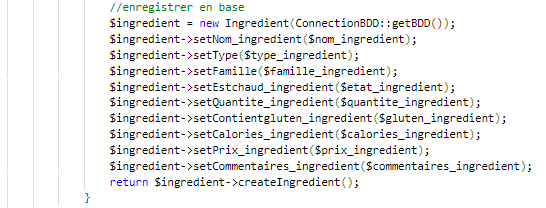 //enregistrer en base
$ingredient = new Ingredient(ConnectionBDD::getBDD());
$ingredient->setNom_ingredient($nom_ingredient);
$ingredient->setType($type_ingredient);
$ingredient->setFamille($famille_ingredient);
$ingredient->setEstchaud_ingredient($etat_ingredient);
$ingredient->setQuantite_ingredient($quantite_ingredient);
$ingredient->setContientgluten_ingredient($gluten_ingredient);
$ingredient->setCalories_ingredient($calories_ingredient);
$ingredient->setPrix_ingredient($prix_ingredient);
$ingredient->setCommentaires_ingredient($commentaires_ingredient);
return $ingredient->createIngredient();
}